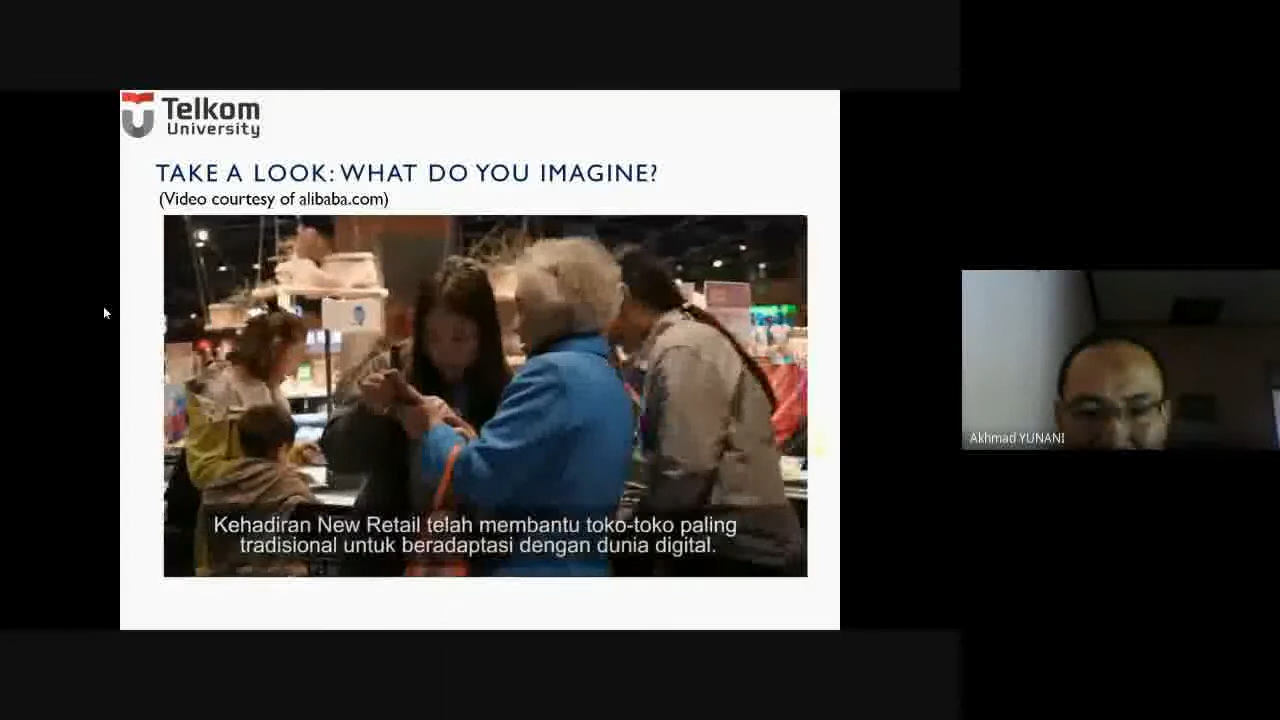 Telkom
University
TAKE A LOOK: WHAT DO YOU IMAGINE?
(Video courtesy of alibaba.com)
Kehadiran New Retail telah membantu toko-toko paling
tradisional untuk beradaptasi dengan dunia digital.
Akhmad YUNANI